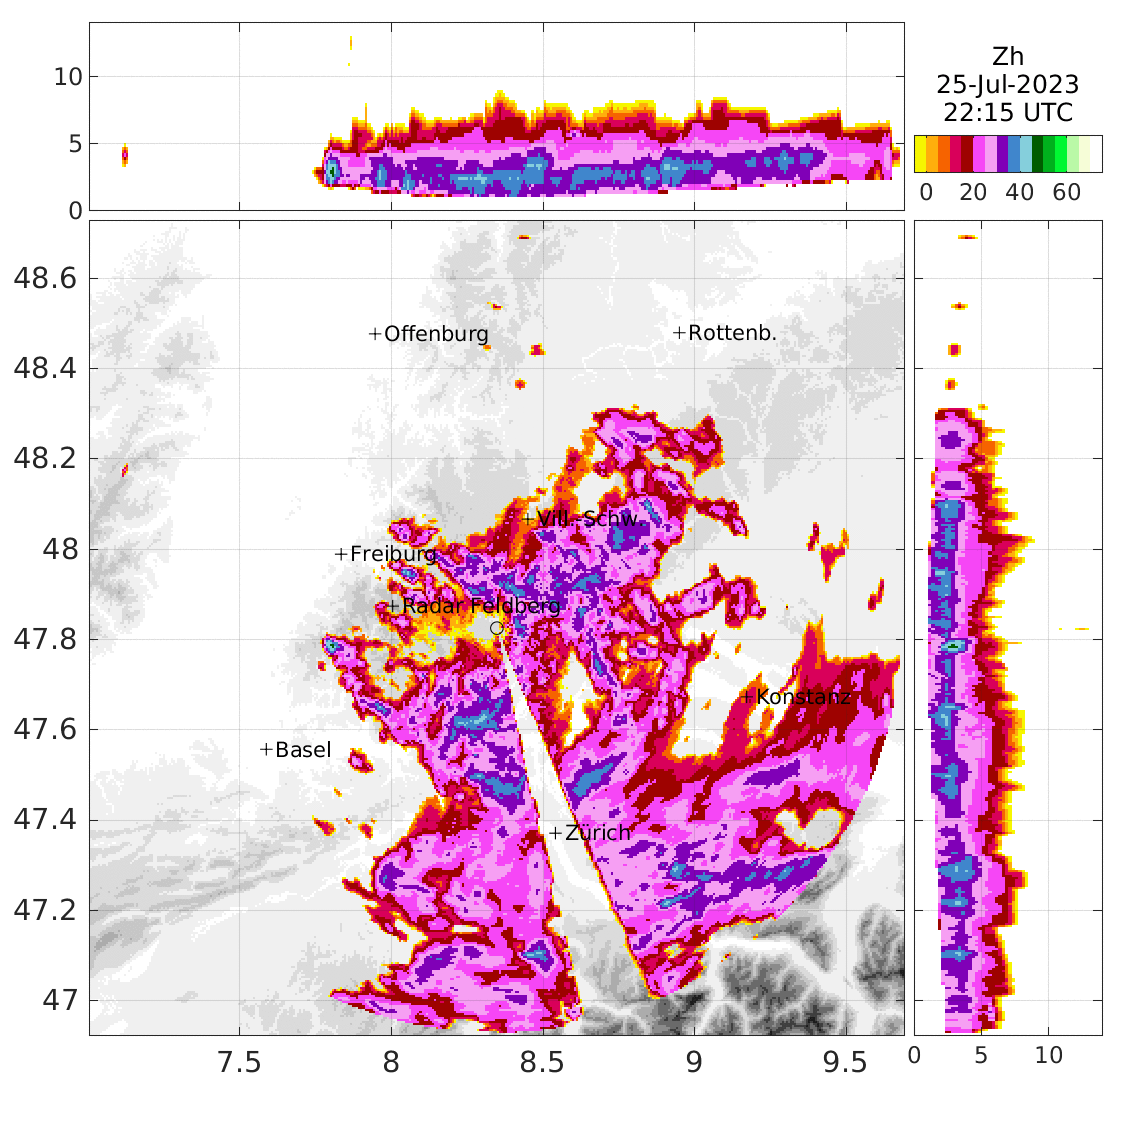 10
5
0
Zh
25-Jul-2023
22:15 UTC
0 20 40 60
48.6
48.4
48.2
48
47.8
47.6
47.4
47.2
47
+Offenburg
+Rottenb.
+Vill.-Schw.
+Freiburg
+Radar Feldberg
+Konstanz
+Basel
+Zürich
7.5 8 8.5 9 9.5
0 5 10